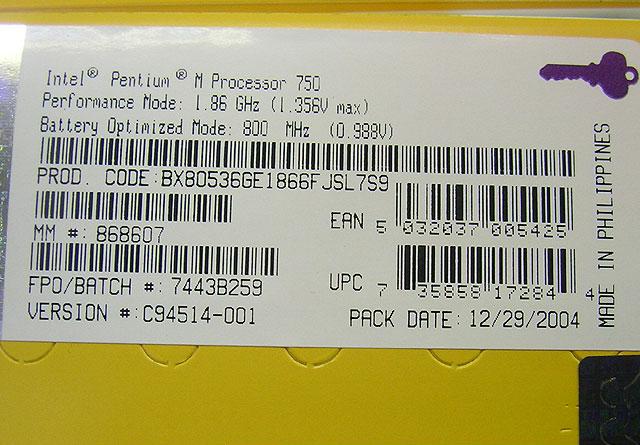 Intel® Pentium® M Processor 750
Performance Mode: 1.86 GHz (1.356V max)
Battery Optimized Mode: 800 MHz (0.988V)
PROD. CODE:BX80536GE1866FJSL7S9
MM #: 868607
EAN 5 032037 005425
FPO/BATCH #: 7443B259
UPC 7 35858 17284 4
VERSION #:C94514-001
PACK DATE: 12/29/2004
MADE IN PHILIPPINES